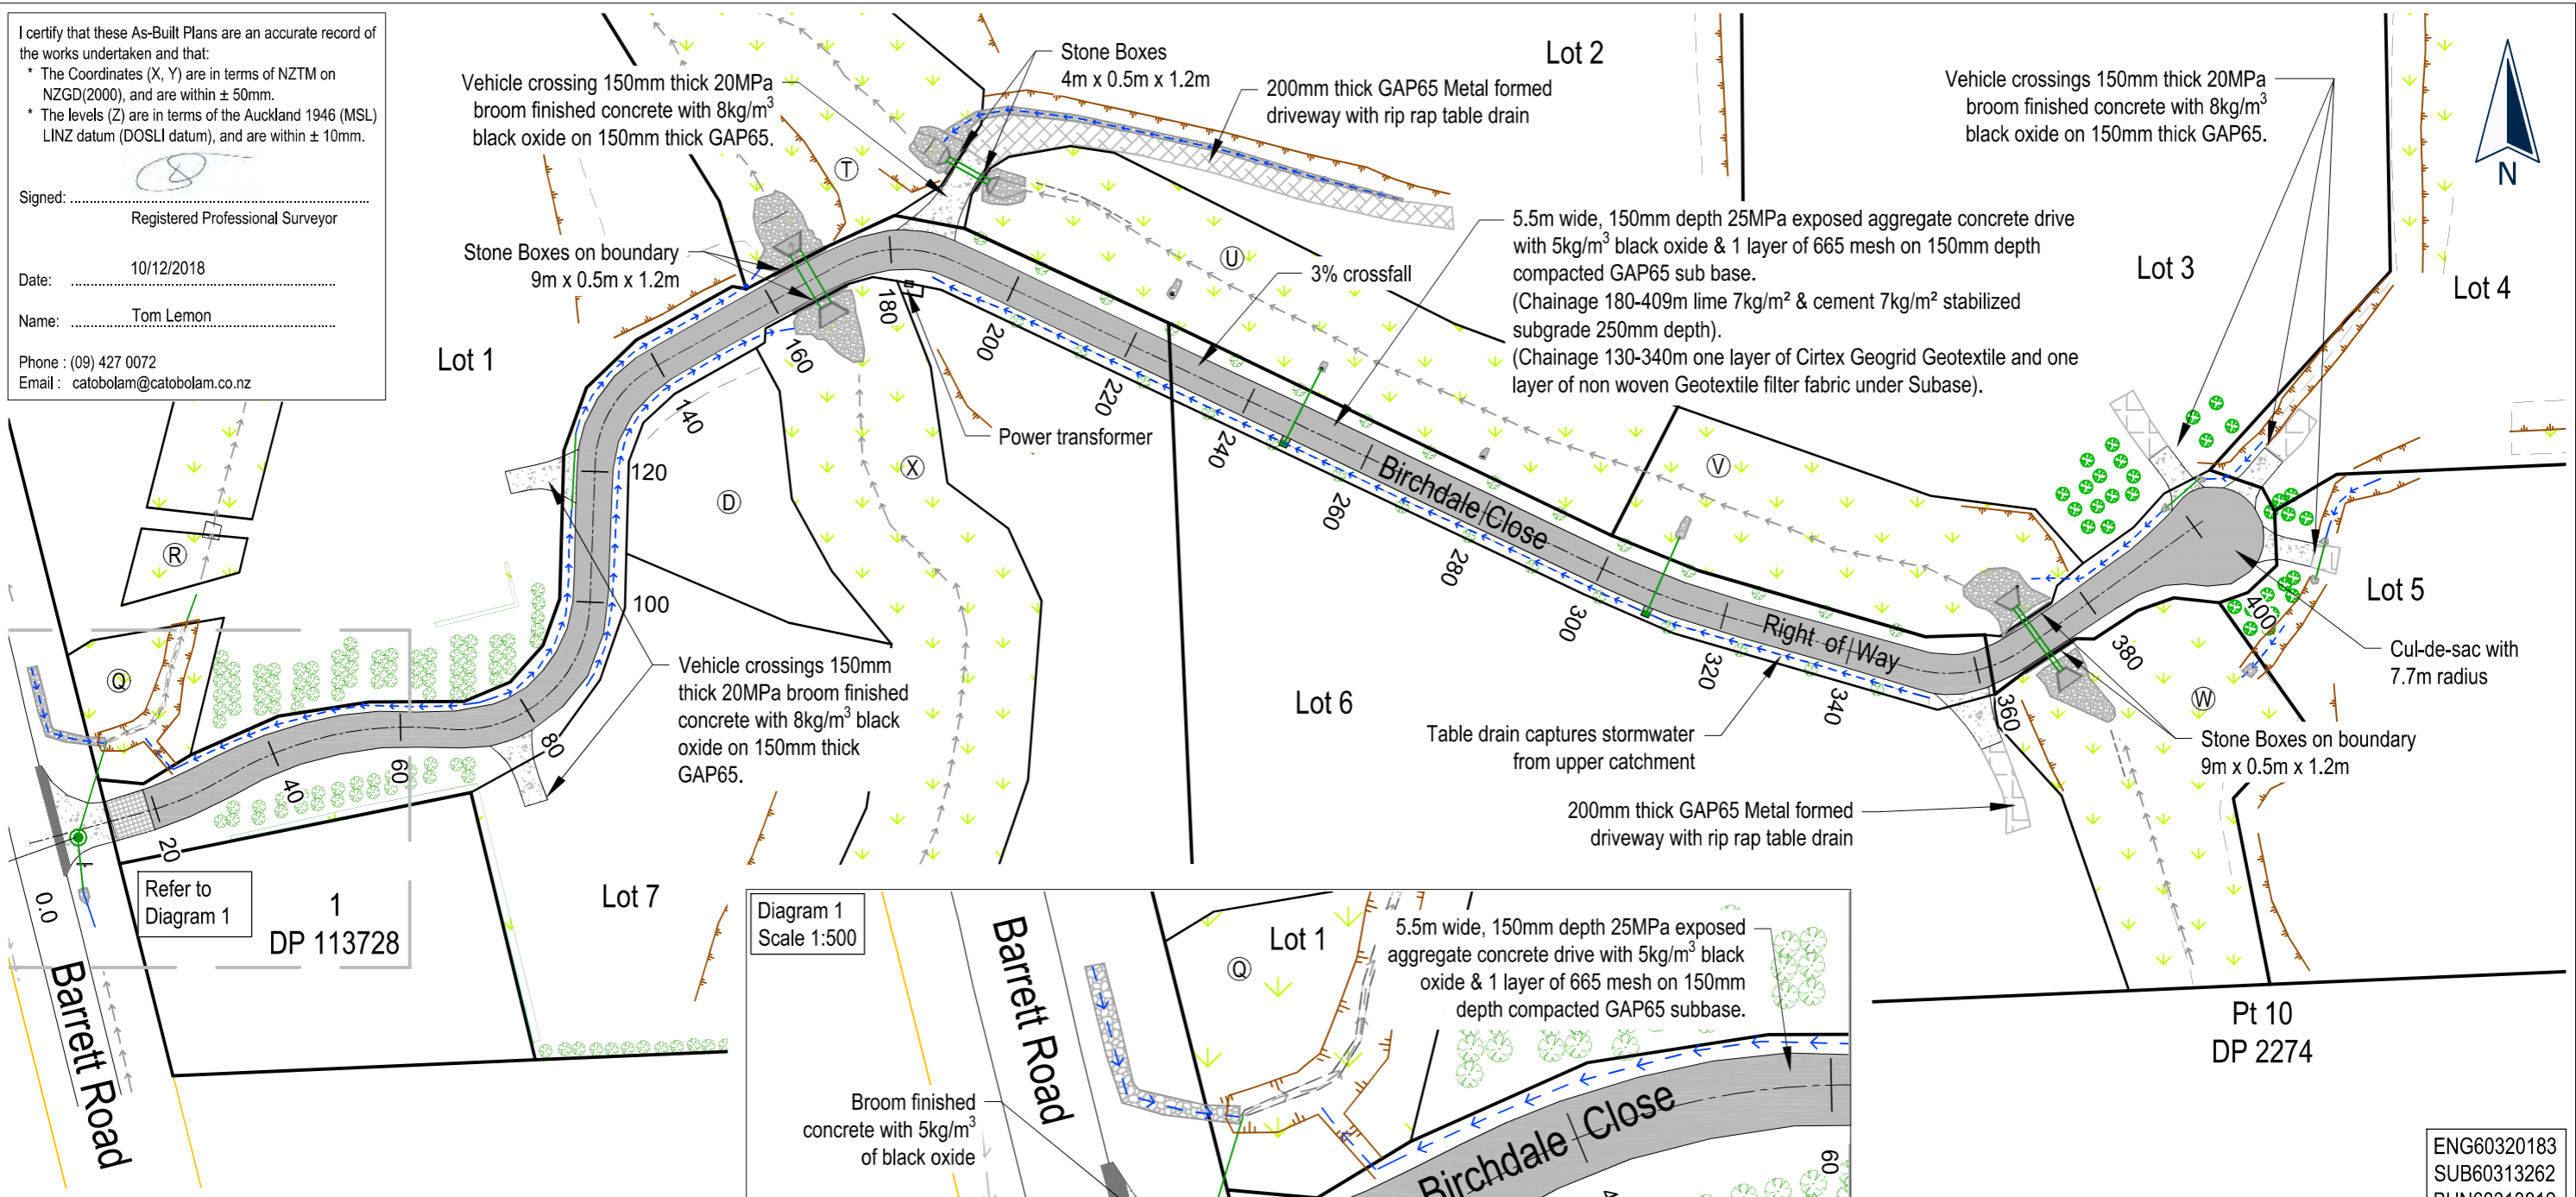 I certify that these As-Built Plans are an accurate record of
the works undertaken and that:
* The Coordinates (X, Y) are in terms of NZTM on
NZGD(2000), and are within ± 50mm.
* The levels (Z) are in terms of the Auckland 1946 (MSL)
LINZ datum (DOSLI datum), and are within ± 10mm.
Signed:
Registered Professional Surveyor
Date: 10/12/2018
Name: Tom Lemon
Phone : (09) 427 0072
Email : catobolam@catobolam.co.nz
Vehicle crossing 150mm thick 20MPa
broom finished concrete with 8kg/m³
black oxide on 150mm thick GAP65.
Stone Boxes
4m x 0.5m x 1.2m
200mm thick GAP65 Metal formed
driveway with rip rap table drain
Lot 2
Vehicle crossings 150mm thick 20MPa
broom finished concrete with 8kg/m³
black oxide on 150mm thick GAP65.
N
Stone Boxes on boundary
9m x 0.5m x 1.2m
3% crossfall
5.5m wide, 150mm depth 25MPa exposed aggregate concrete drive
with 5kg/m³ black oxide & 1 layer of 665 mesh on 150mm depth
compacted GAP65 sub base.
(Chainage 180-409m lime 7kg/m² & cement 7kg/m² stabilized
subgrade 250mm depth).
(Chainage 130-340m one layer of Cirtex Geogrid Geotextile and one
layer of non woven Geotextile filter fabric under Subase).
Lot 3
Lot 4
Lot 1
T
U
Power transformer
X
V
D
R
Q
W
0.0
20
40
60
80
100
120
140
160
180
200
220
240
260
280
300
320
340
360
380
400
Birchdale Close
Right of Way
Lot 5
Cul-de-sac with
7.7m radius
Vehicle crossings 150mm
thick 20MPa broom finished
concrete with 8kg/m³ black
oxide on 150mm thick
GAP65.
Lot 6
Table drain captures stormwater
from upper catchment
Stone Boxes on boundary
9m x 0.5m x 1.2m
200mm thick GAP65 Metal formed
driveway with rip rap table drain
Refer to
Diagram 1
1
DP 113728
Lot 7
Barrett Road
Diagram 1
Scale 1:500
Barrett Road
Lot 1
Q
5.5m wide, 150mm depth 25MPa exposed
aggregate concrete drive with 5kg/m³ black
oxide & 1 layer of 665 mesh on 150mm
depth compacted GAP65 subbase.
Broom finished
concrete with 5kg/m³
of black oxide
Birchdale Close
60
Pt 10
DP 2274
ENG60320183
SUB60313262